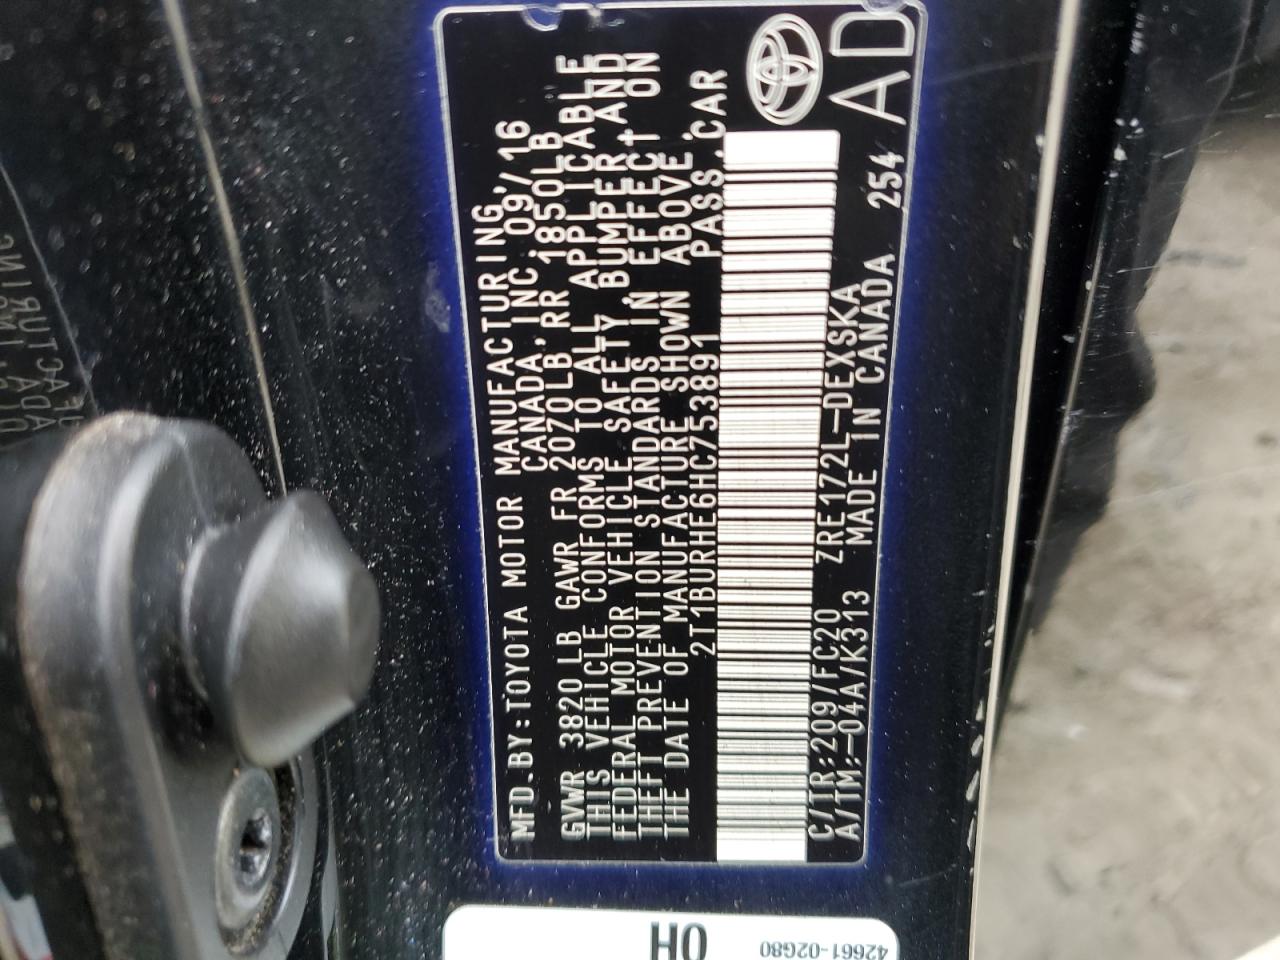 MFD.BY:TOYOTA MOTOR MANUFACTURING,
CANADA,INC. 09/16
GVWR 3820LB GAWR FR 2070LB, RR 1850LB
THIS VEHICLE CONFORMS TO ALL APPLICABLE
FEDERAL MOTOR VEHICLE SAFETY,BUMPER,AND
THEFT PREVENTION STANDARDS IN EFFECT ON
THE DATE OF MANUFACTURE SHOWN ABOVE.
2T1BURHE6HC753891 PASS.CAR
C/TR:209/FC20 ZRE172L-DEXSKA
A/TM:-04A/K313 MADE IN CANADA 254
AD
0H
42661-02G80